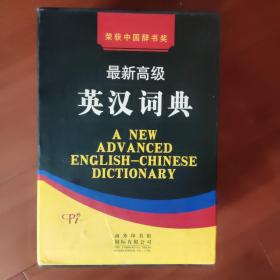 荣获中国辞书奖
最新高级
英汉词典
A NEW
ADVANCED
ENGLISH-CHINESE
DICTIONARY
商务印书馆
国际有限公司